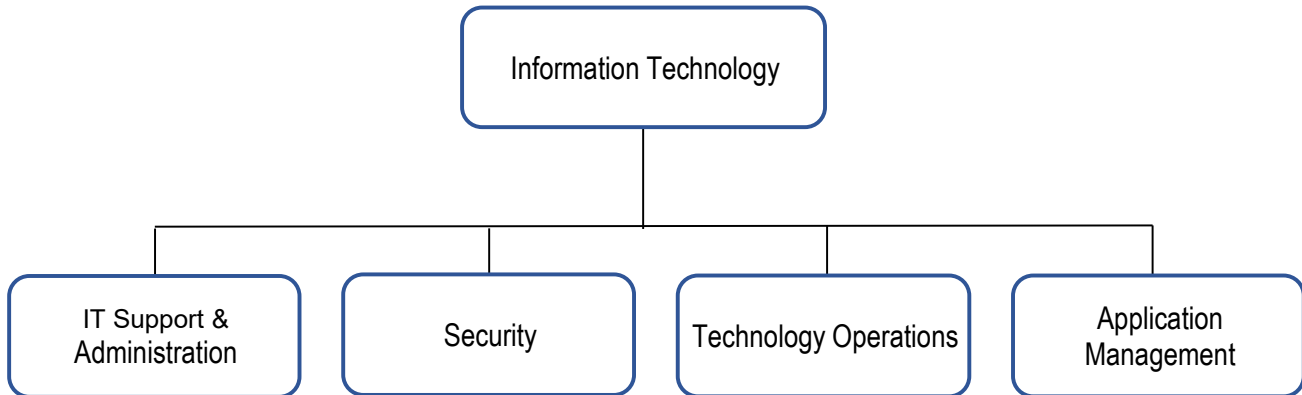 Information Technology
IT Support &
Administration
Security
Technology Operations
Application
Management